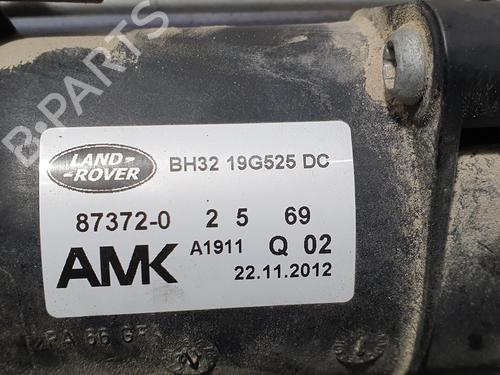 B-PARTS
LAND-
-ROVER
BH32 19G525 DC
87372-0 2 5 69
AMK A1911 Q 02
22.11.2012